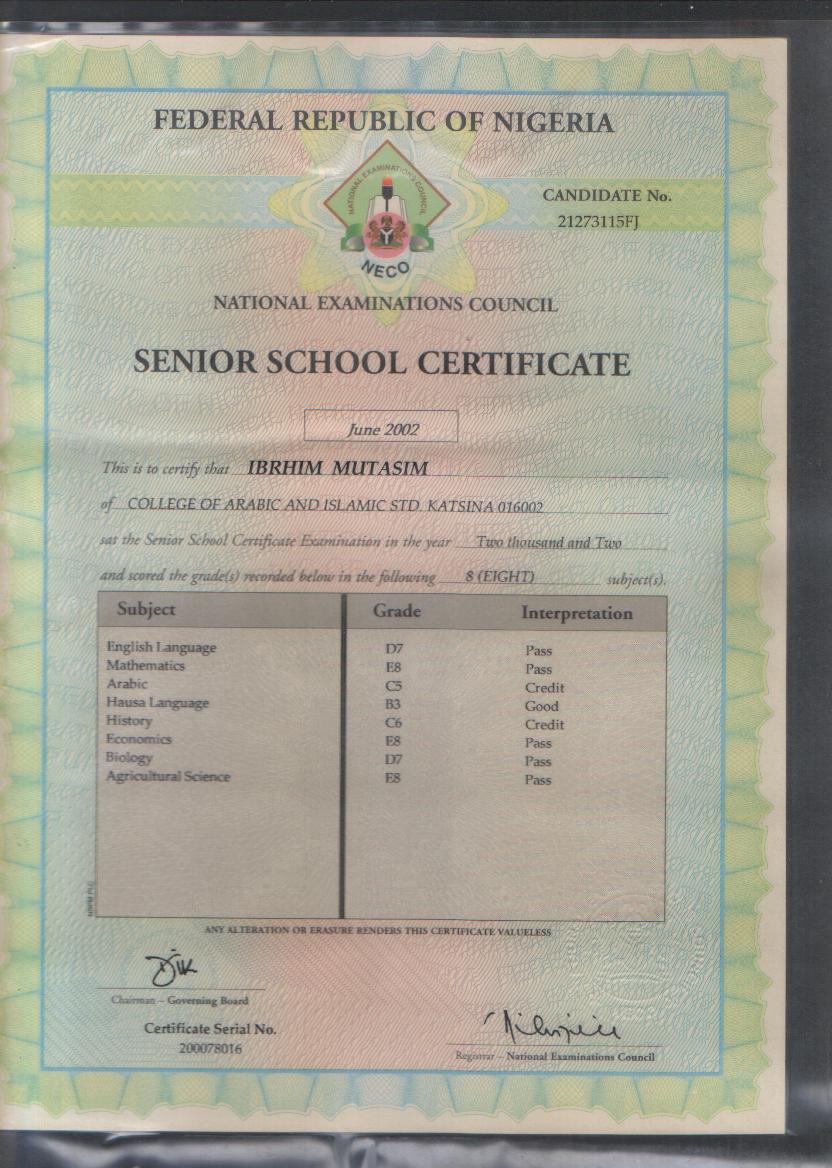 FEDERAL REPUBLIC OF NIGERIA
NATIONAL EXAMINATIONS COUNCIL
NECO
CANDIDATE No.
21273115FJ
NATIONAL EXAMINATIONS COUNCIL
SENIOR SCHOOL CERTIFICATE
June 2002
This is to certify that IBRHIM MUTASIM
of COLLEGE OF ARABIC AND ISLAMIC STD. KATSINA 016002
sat the Senior School Certificate Examination in the year Two thousand and Two
and scored the grade(s) recorded below in the following 8 (EIGHT) subject(s).
Subject Grade Interpretation
English Language D7 Pass
Mathematics E8 Pass
Arabic C5 Credit
Hausa Language B3 Good
History C6 Credit
Economics E8 Pass
Biology D7 Pass
Agricultural Science E8 Pass
ANY ALTERATION OR ERASURE RENDERS THIS CERTIFICATE VALUELESS
Chairman – Governing Board
Certificate Serial No.
200078016
Registrar – National Examinations Council